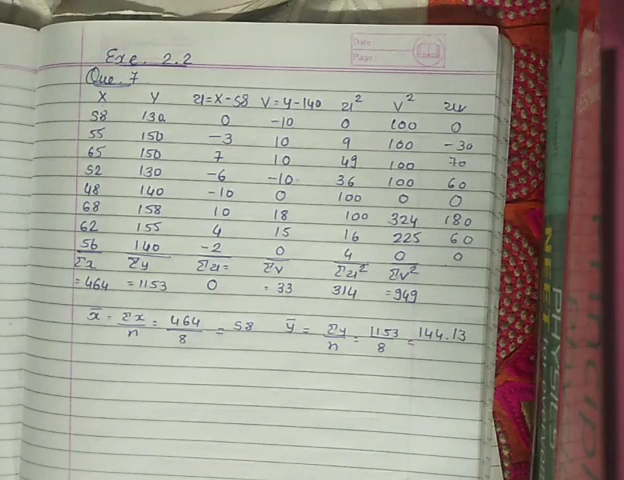 Date :
Page :
Exe. 2.2
Que. 7
X Y u=X-58 V=Y-140 u² V² uv
58 130 0 -10 0 100 0
55 150 -3 10 9 100 -30
65 150 7 10 49 100 70
52 130 -6 -10 36 100 60
48 140 -10 0 100 0 0
68 158 10 18 100 324 180
62 155 4 15 16 225 60
56 140 -2 0 4 0 0
Σx Σy Σu= Σv Σu² Σv²
=464 =1153 0 =33 314 =949
x̄ = Σx/n = 464/8 = 58 ȳ = Σy/n = 1153/8 = 144.13
PHYSICS
NEET